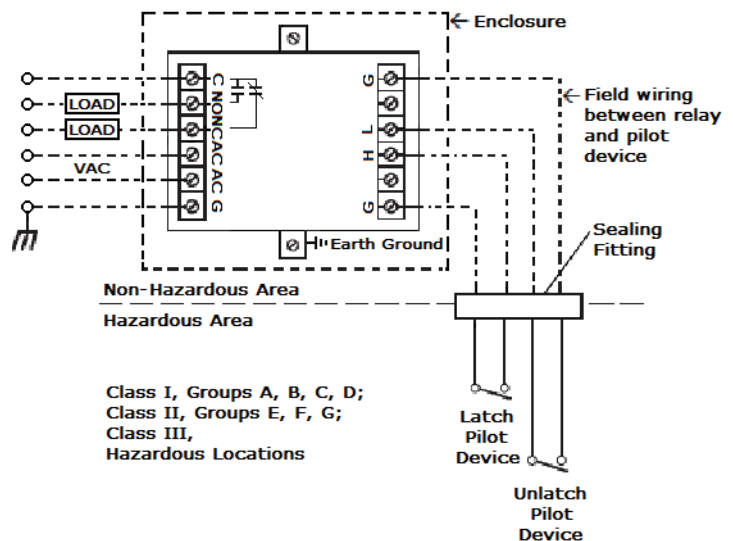 Enclosure
C
NO
NC
AC
AC
G
G
L
H
G
LOAD
LOAD
VAC
Field wiring
between relay
and pilot
device
Sealing
Fitting
Earth Ground
Non-Hazardous Area
Hazardous Area
Class I, Groups A, B, C, D;
Class II, Groups E, F, G;
Class III,
Hazardous Locations
Latch
Pilot
Device
Unlatch
Pilot
Device